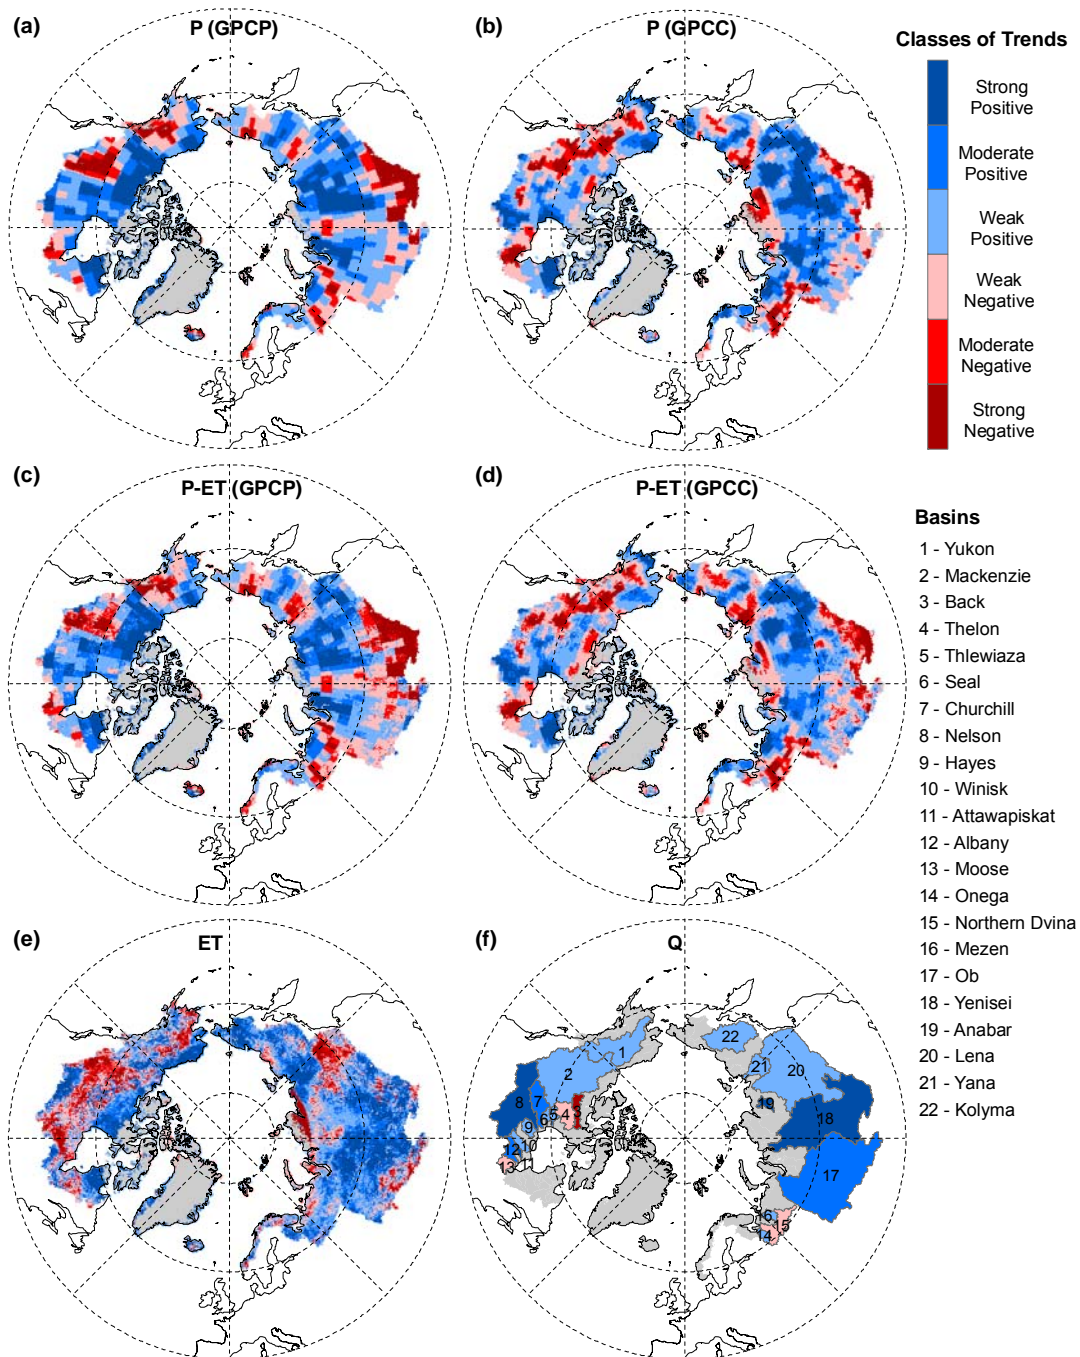 (a)
P (GPCP)
(b)
P (GPCC)
Classes of Trends
Strong
Positive
Moderate
Positive
Weak
Positive
Weak
Negative
Moderate
Negative
Strong
Negative
(c)
P-ET (GPCP)
(d)
P-ET (GPCC)
Basins
1 - Yukon
2 - Mackenzie
3 - Back
4 - Thelon
5 - Thlewiaza
6 - Seal
7 - Churchill
8 - Nelson
9 - Hayes
10 - Winisk
11 - Attawapiskat
12 - Albany
13 - Moose
14 - Onega
15 - Northern Dvina
16 - Mezen
17 - Ob
18 - Yenisei
19 - Anabar
20 - Lena
21 - Yana
22 - Kolyma
(e)
ET
(f)
Q
22
1
21
20
2
8
7
19
3
5
4
6
9
18
10
12
11
13
17
16
15
14